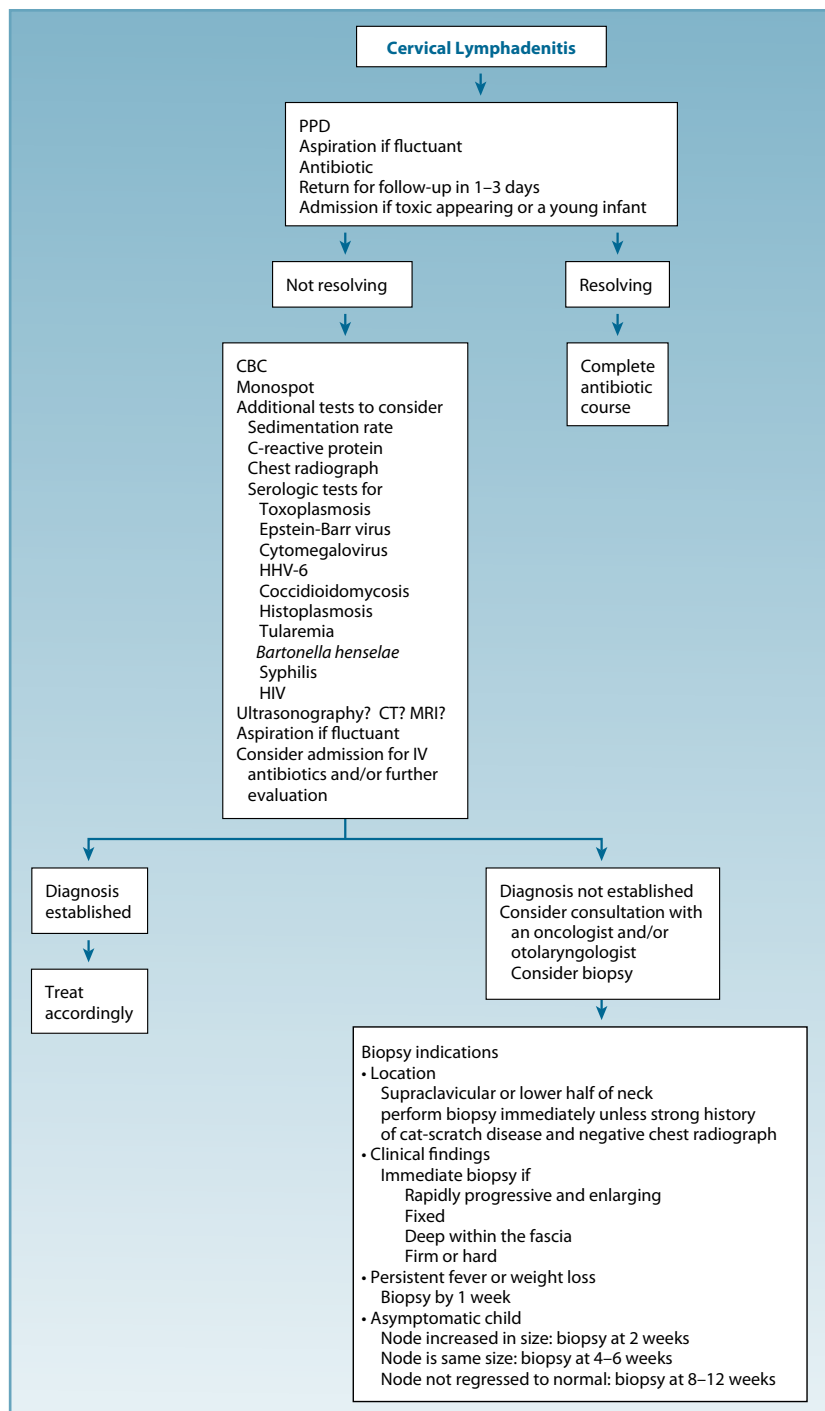 Cervical Lymphadenitis
PPD
Aspiration if fluctuant
Antibiotic
Return for follow-up in 1–3 days
Admission if toxic appearing or a young infant
Not resolving
Resolving
CBC
Monospot
Additional tests to consider
Sedimentation rate
C-reactive protein
Chest radiograph
Serologic tests for
Toxoplasmosis
Epstein-Barr virus
Cytomegalovirus
HHV-6
Coccidioidomycosis
Histoplasmosis
Tularemia
Bartonella henselae
Syphilis
HIV
Ultrasonography? CT? MRI?
Aspiration if fluctuant
Consider admission for IV
antibiotics and/or further
evaluation
Complete
antibiotic
course
Diagnosis
established
Treat
accordingly
Diagnosis not established
Consider consultation with
an oncologist and/or
otolaryngologist
Consider biopsy
Biopsy indications
• Location
Supraclavicular or lower half of neck
perform biopsy immediately unless strong history
of cat-scratch disease and negative chest radiograph
• Clinical findings
Immediate biopsy if
Rapidly progressive and enlarging
Fixed
Deep within the fascia
Firm or hard
• Persistent fever or weight loss
Biopsy by 1 week
• Asymptomatic child
Node increased in size: biopsy at 2 weeks
Node is same size: biopsy at 4–6 weeks
Node not regressed to normal: biopsy at 8–12 weeks